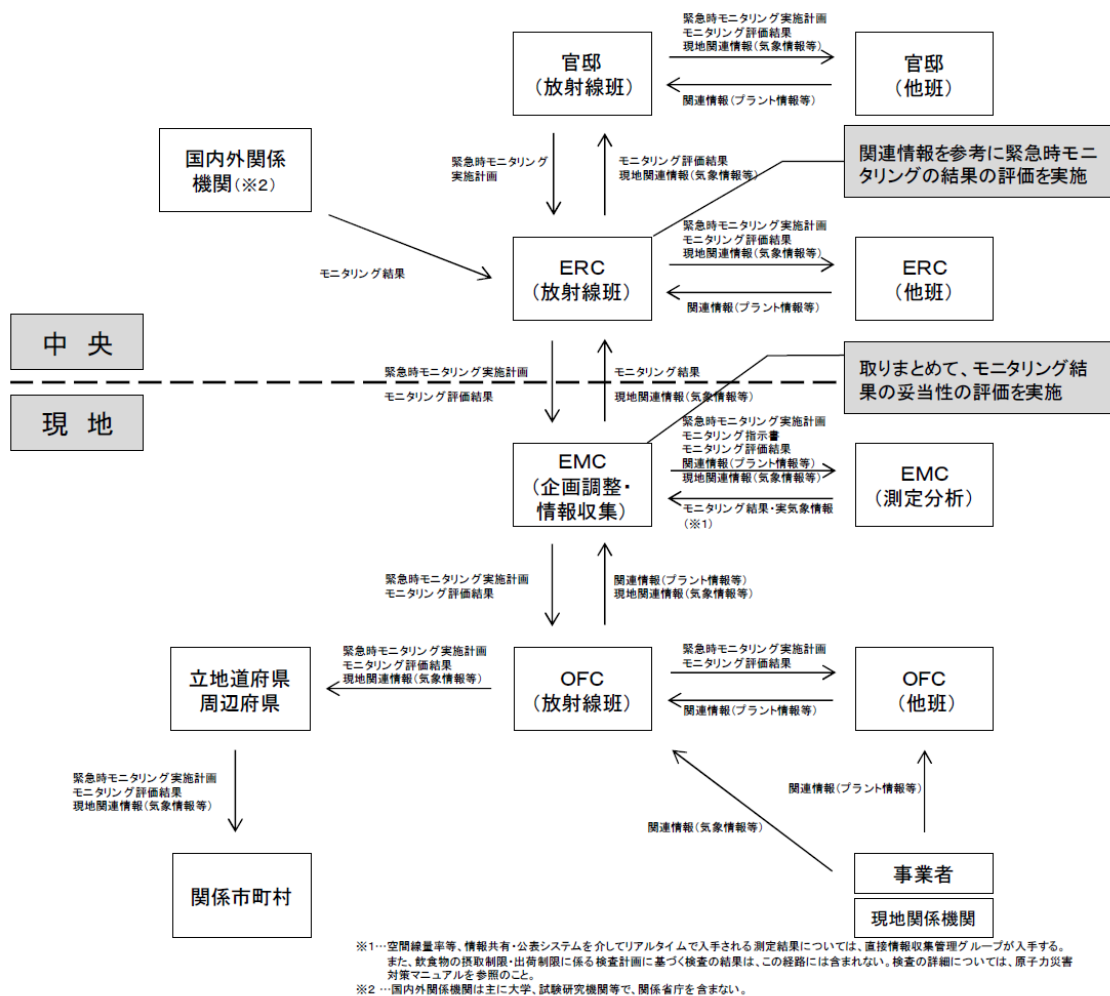 緊急時モニタリング実施計画
モニタリング評価結果
現地関連情報(気象情報等)
官邸
(放射線班)
官邸
(他班)
関連情報(プラント情報等)
国内外関係
機関(※2)
緊急時モニタリング
実施計画
モニタリング評価結果
現地関連情報(気象情報等)
関連情報を参考に緊急時モニ
タリングの結果の評価を実施
緊急時モニタリング実施計画
モニタリング評価結果
現地関連情報(気象情報等)
モニタリング結果
ERC
(放射線班)
ERC
(他班)
関連情報(プラント情報等)
中 央
緊急時モニタリング実施計画
モニタリング評価結果
モニタリング結果
現地関連情報(気象情報等)
取りまとめて、モニタリング結
果の妥当性の評価を実施
現 地
緊急時モニタリング実施計画
モニタリング指示書
モニタリング評価結果
関連情報(プラント情報等)
現地関連情報(気象情報等)
EMC
(企画調整・
情報収集)
EMC
(測定分析)
モニタリング結果・実気象情報
(※1)
緊急時モニタリング実施計画
モニタリング評価結果
関連情報(プラント情報等)
現地関連情報(気象情報等)
立地道府県
周辺府県
緊急時モニタリング実施計画
モニタリング評価結果
現地関連情報(気象情報等)
OFC
(放射線班)
緊急時モニタリング実施計画
モニタリング評価結果
関連情報(プラント情報等)
OFC
(他班)
緊急時モニタリング実施計画
モニタリング評価結果
現地関連情報(気象情報等)
関連情報(プラント情報等)
関連情報(気象情報等)
関係市町村
事業者
現地関係機関
※1…空間線量率等、情報共有・公表システムを介してリアルタイムで入手される測定結果については、直接情報収集管理グループが入手する。
また、飲食物の摂取制限・出荷制限に係る検査計画に基づく検査の結果は、この経路には含まれない。検査の詳細については、原子力災害
対策マニュアルを参照のこと。
※2 …国内外関係機関は主に大学、試験研究機関等で、関係省庁を含まない。